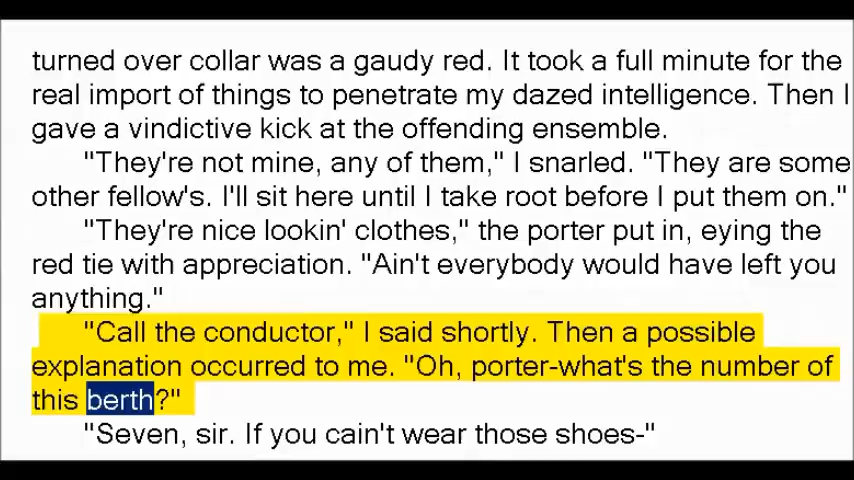 turned over collar was a gaudy red. It took a full minute for the
real import of things to penetrate my dazed intelligence. Then I
gave a vindictive kick at the offending ensemble.
"They're not mine, any of them," I snarled. "They are some
other fellow's. I'll sit here until I take root before I put them on."
"They're nice lookin' clothes," the porter put in, eying the
red tie with appreciation. "Ain't everybody would have left you
anything."
"Call the conductor," I said shortly. Then a possible
explanation occurred to me. "Oh, porter-what's the number of
this berth?"
"Seven, sir. If you cain't wear those shoes-"